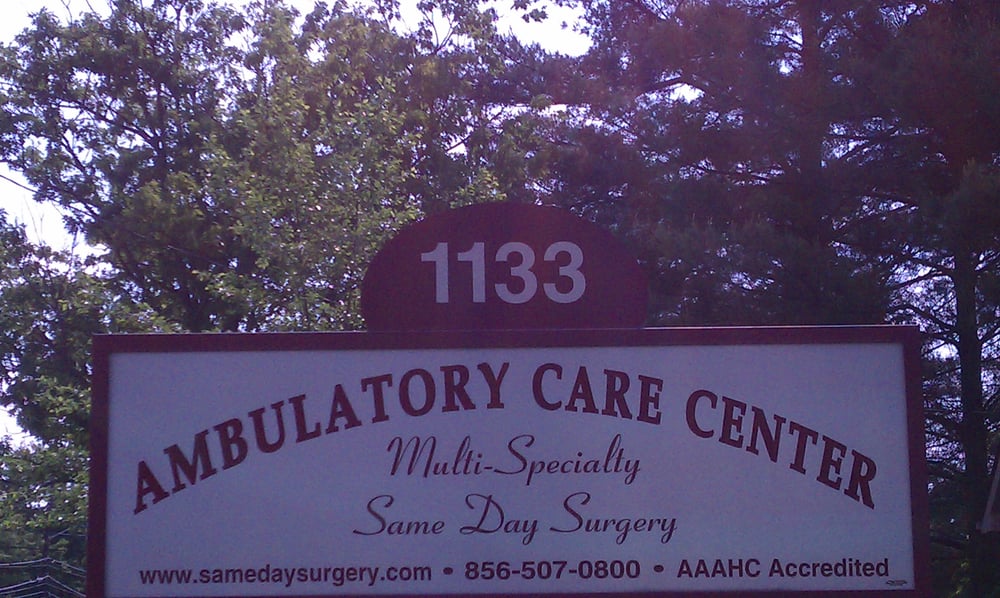 1133
AMBULATORY CARE CENTER
Multi-Specialty
Same Day Surgery
www.samedaysurgery.com • 856-507-0800 • AAAHC Accredited